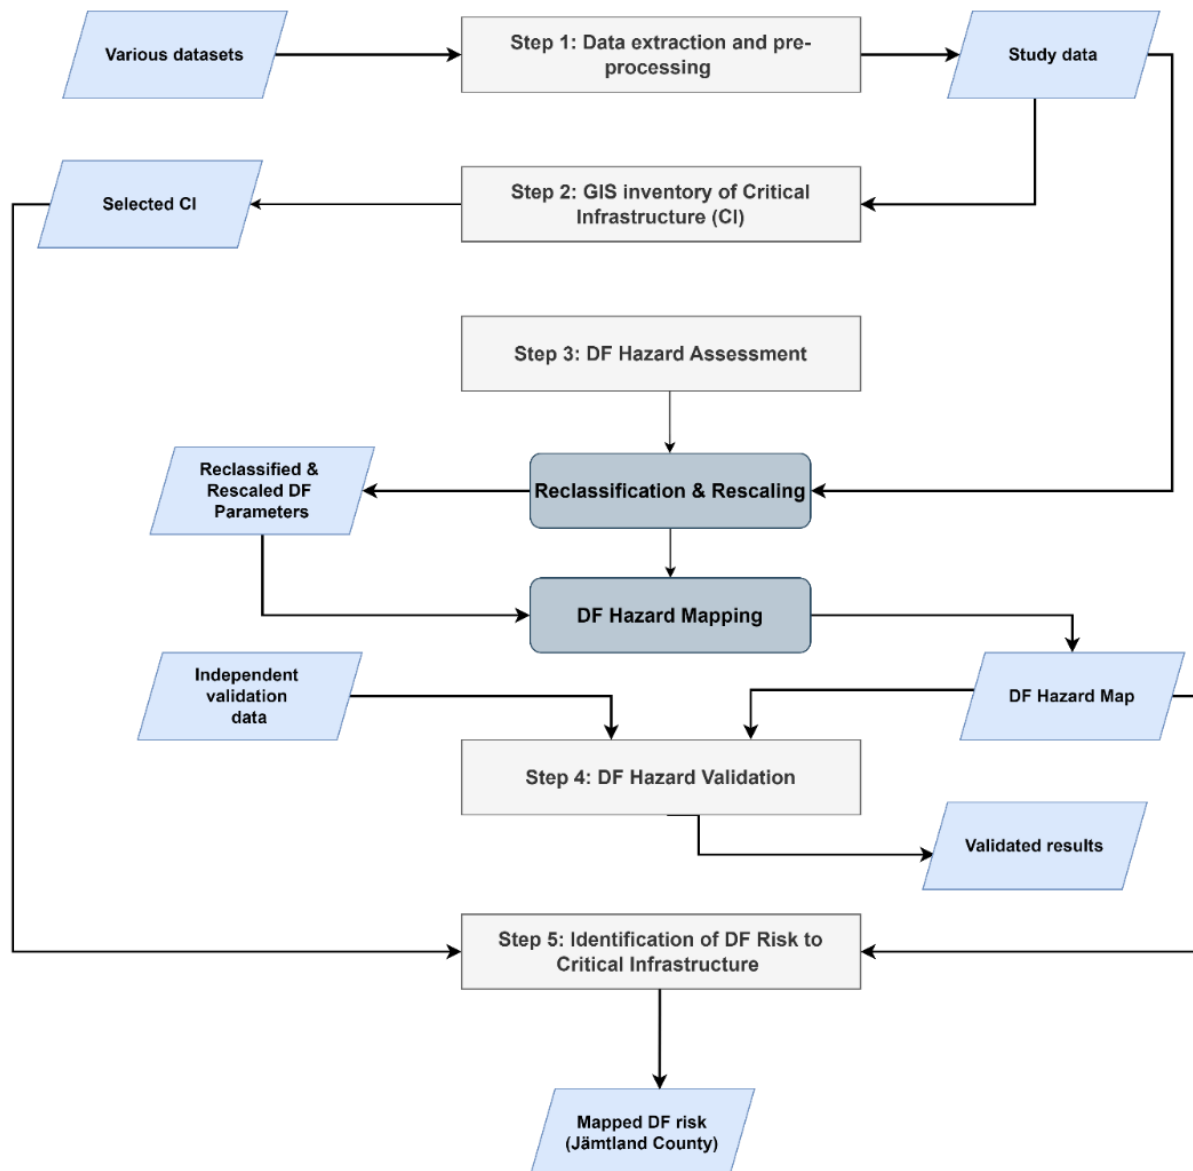 Various datasets
Step 1: Data extraction and pre-
processing
Study data
Selected CI
Step 2: GIS inventory of Critical
Infrastructure (CI)
Step 3: DF Hazard Assessment
Reclassified &
Rescaled DF
Parameters
Reclassification & Rescaling
DF Hazard Mapping
Independent
validation
data
DF Hazard Map
Step 4: DF Hazard Validation
Validated results
Step 5: Identification of DF Risk to
Critical Infrastructure
Mapped DF risk
(Jämtland County)